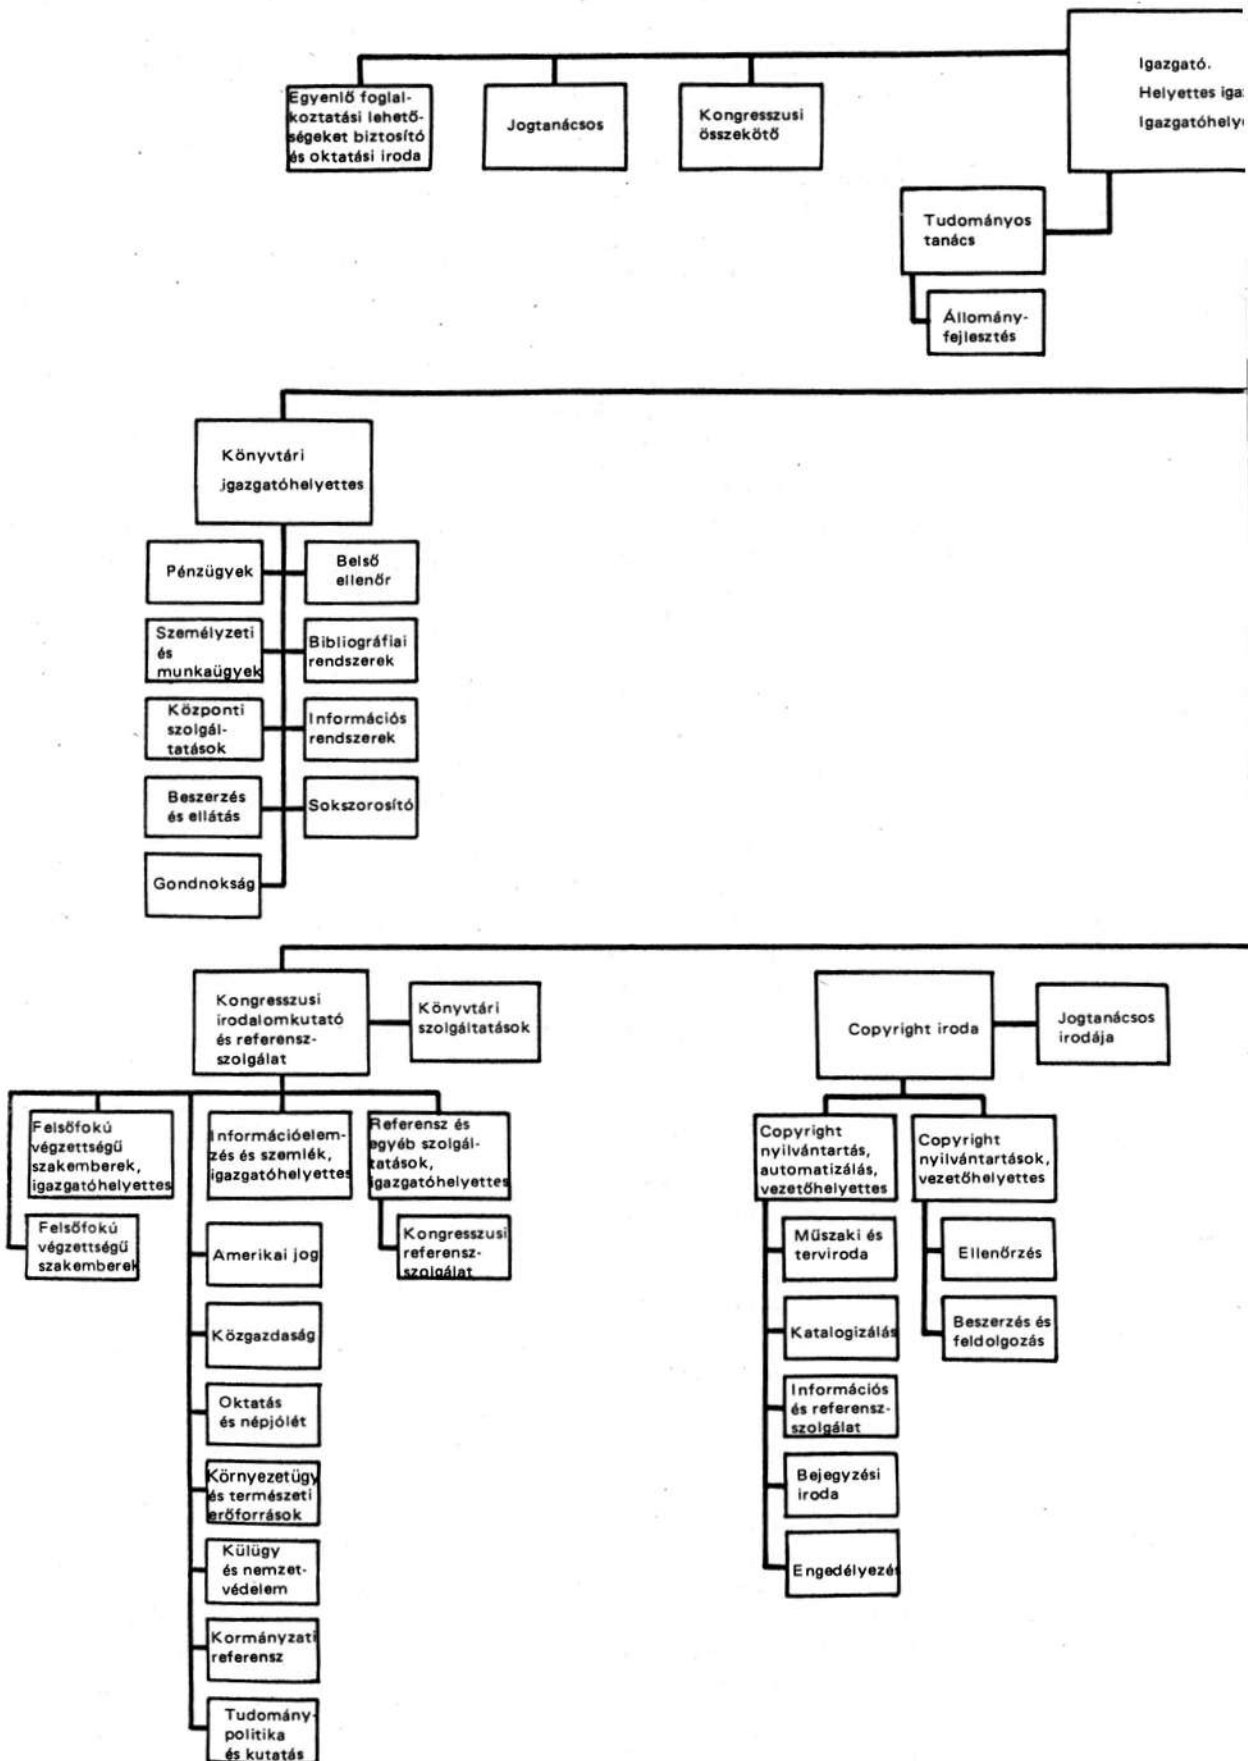 Igazgató.
Helyettes iga
Igazgatóhely
Egyenlő foglal-
koztatási lehető-
ségeket biztosító
és oktatási iroda
Jogtanácsos
Kongresszusi
összekötő
Tudományos
tanács
Állomány-
fejlesztés
Könyvtári
igazgatóhelyettes
Pénzügyek
Belső
ellenőr
Személyzeti
és
munkaügyek
Bibliográfiai
rendszerek
Központi
szolgál-
tatások
Információs
rendszerek
Beszerzés
és ellátás
Sokszorosító
Gondnokság
Kongresszusi
irodalomkutató
és referensz-
szolgálat
Könyvtári
szolgáltatások
Copyright iroda
Jogtanácsos
irodája
Felsőfokú
végzettségű
szakemberek,
igazgatóhelyettes
Információelem-
zés és szemlék,
igazgatóhelyettes
Referensz és
egyéb szolgál-
tatások,
igazgatóhelyettes
Copyright
nyilvántartás,
automatizálás,
vezetőhelyettes
Copyright
nyilvántartások,
vezetőhelyettes
Felsőfokú
végzettségű
szakemberek
Amerikai jog
Kongresszusi
referensz-
szolgálat
Műszaki és
terviroda
Ellenőrzés
Közgazdaság
Katalogizálás
Beszerzés és
feldolgozás
Oktatás
és népjólét
Információs
és referensz-
szolgálat
Környezetügy
és természeti
erőforrások
Bejegyzési
iroda
Külügy
és nemzet-
védelem
Engedélyezés
Kormányzati
referensz
Tudomány-
politika
és kutatás